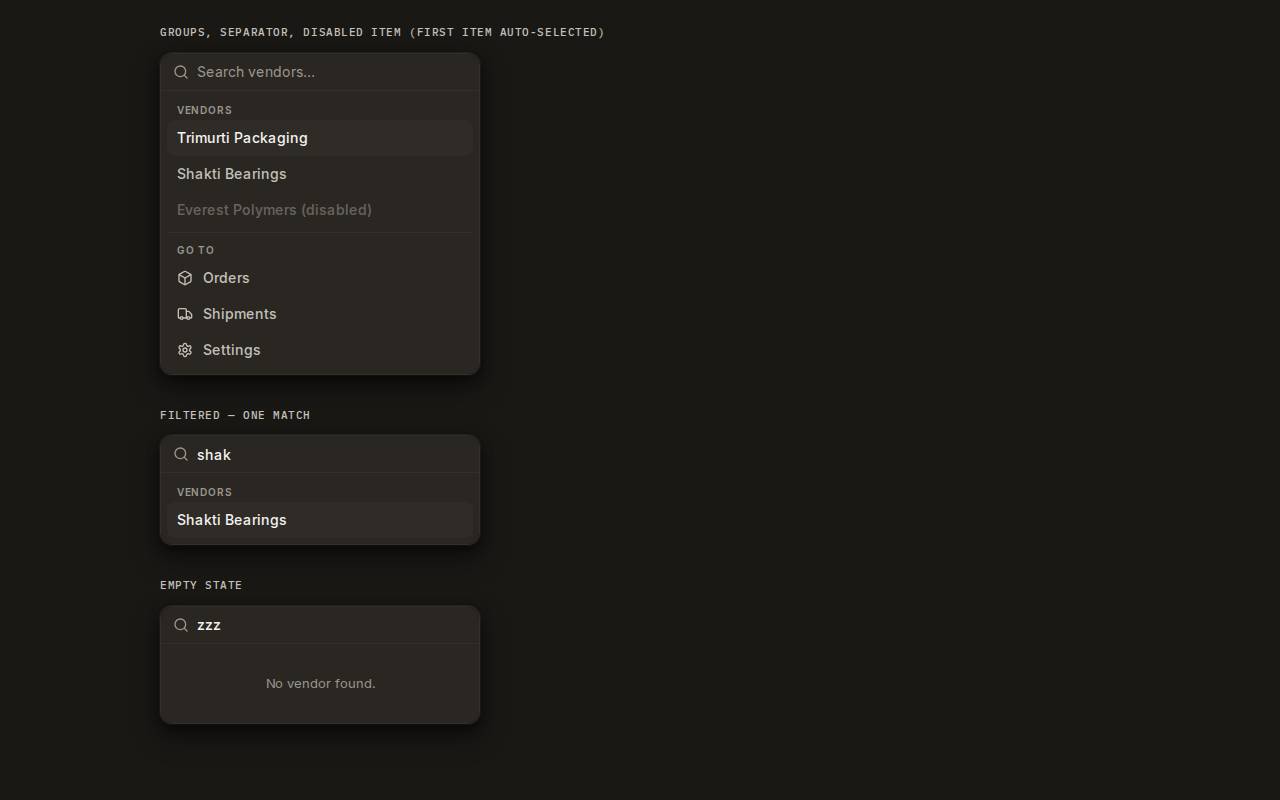 GROUPS, SEPARATOR, DISABLED ITEM (FIRST ITEM AUTO-SELECTED)
Search vendors...
VENDORS
Trimurti Packaging
Shakti Bearings
Everest Polymers (disabled)
GO TO
Orders
Shipments
Settings
FILTERED — ONE MATCH
shak
VENDORS
Shakti Bearings
EMPTY STATE
zzz
No vendor found.